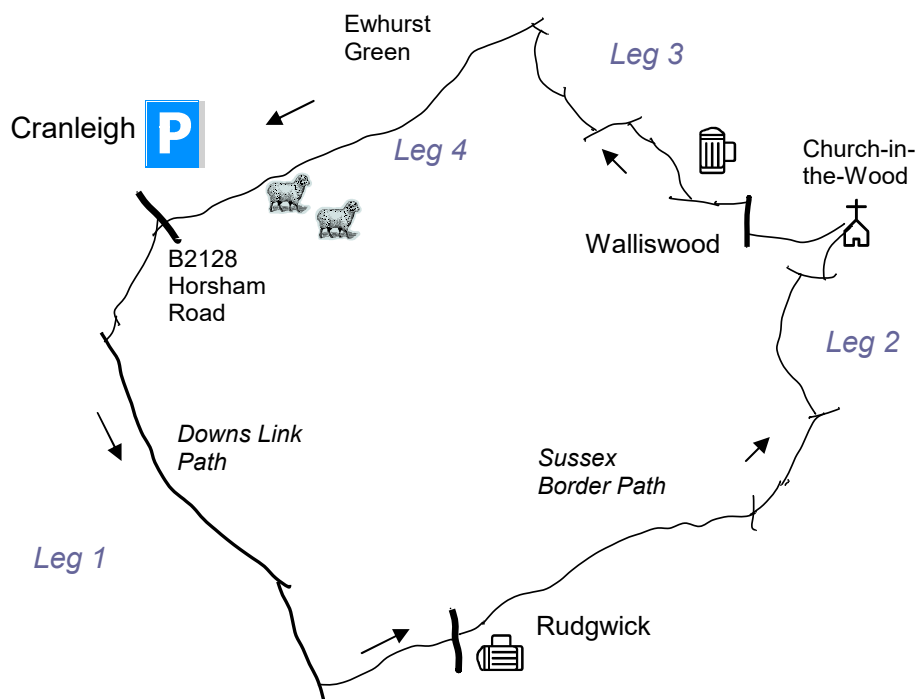 Ewhurst
Green
Leg 3
Cranleigh
P
Leg 4
Church-in-
the-Wood
Walliswood
B2128
Horsham
Road
Leg 2
Downs Link
Path
Sussex
Border Path
Leg 1
Rudgwick